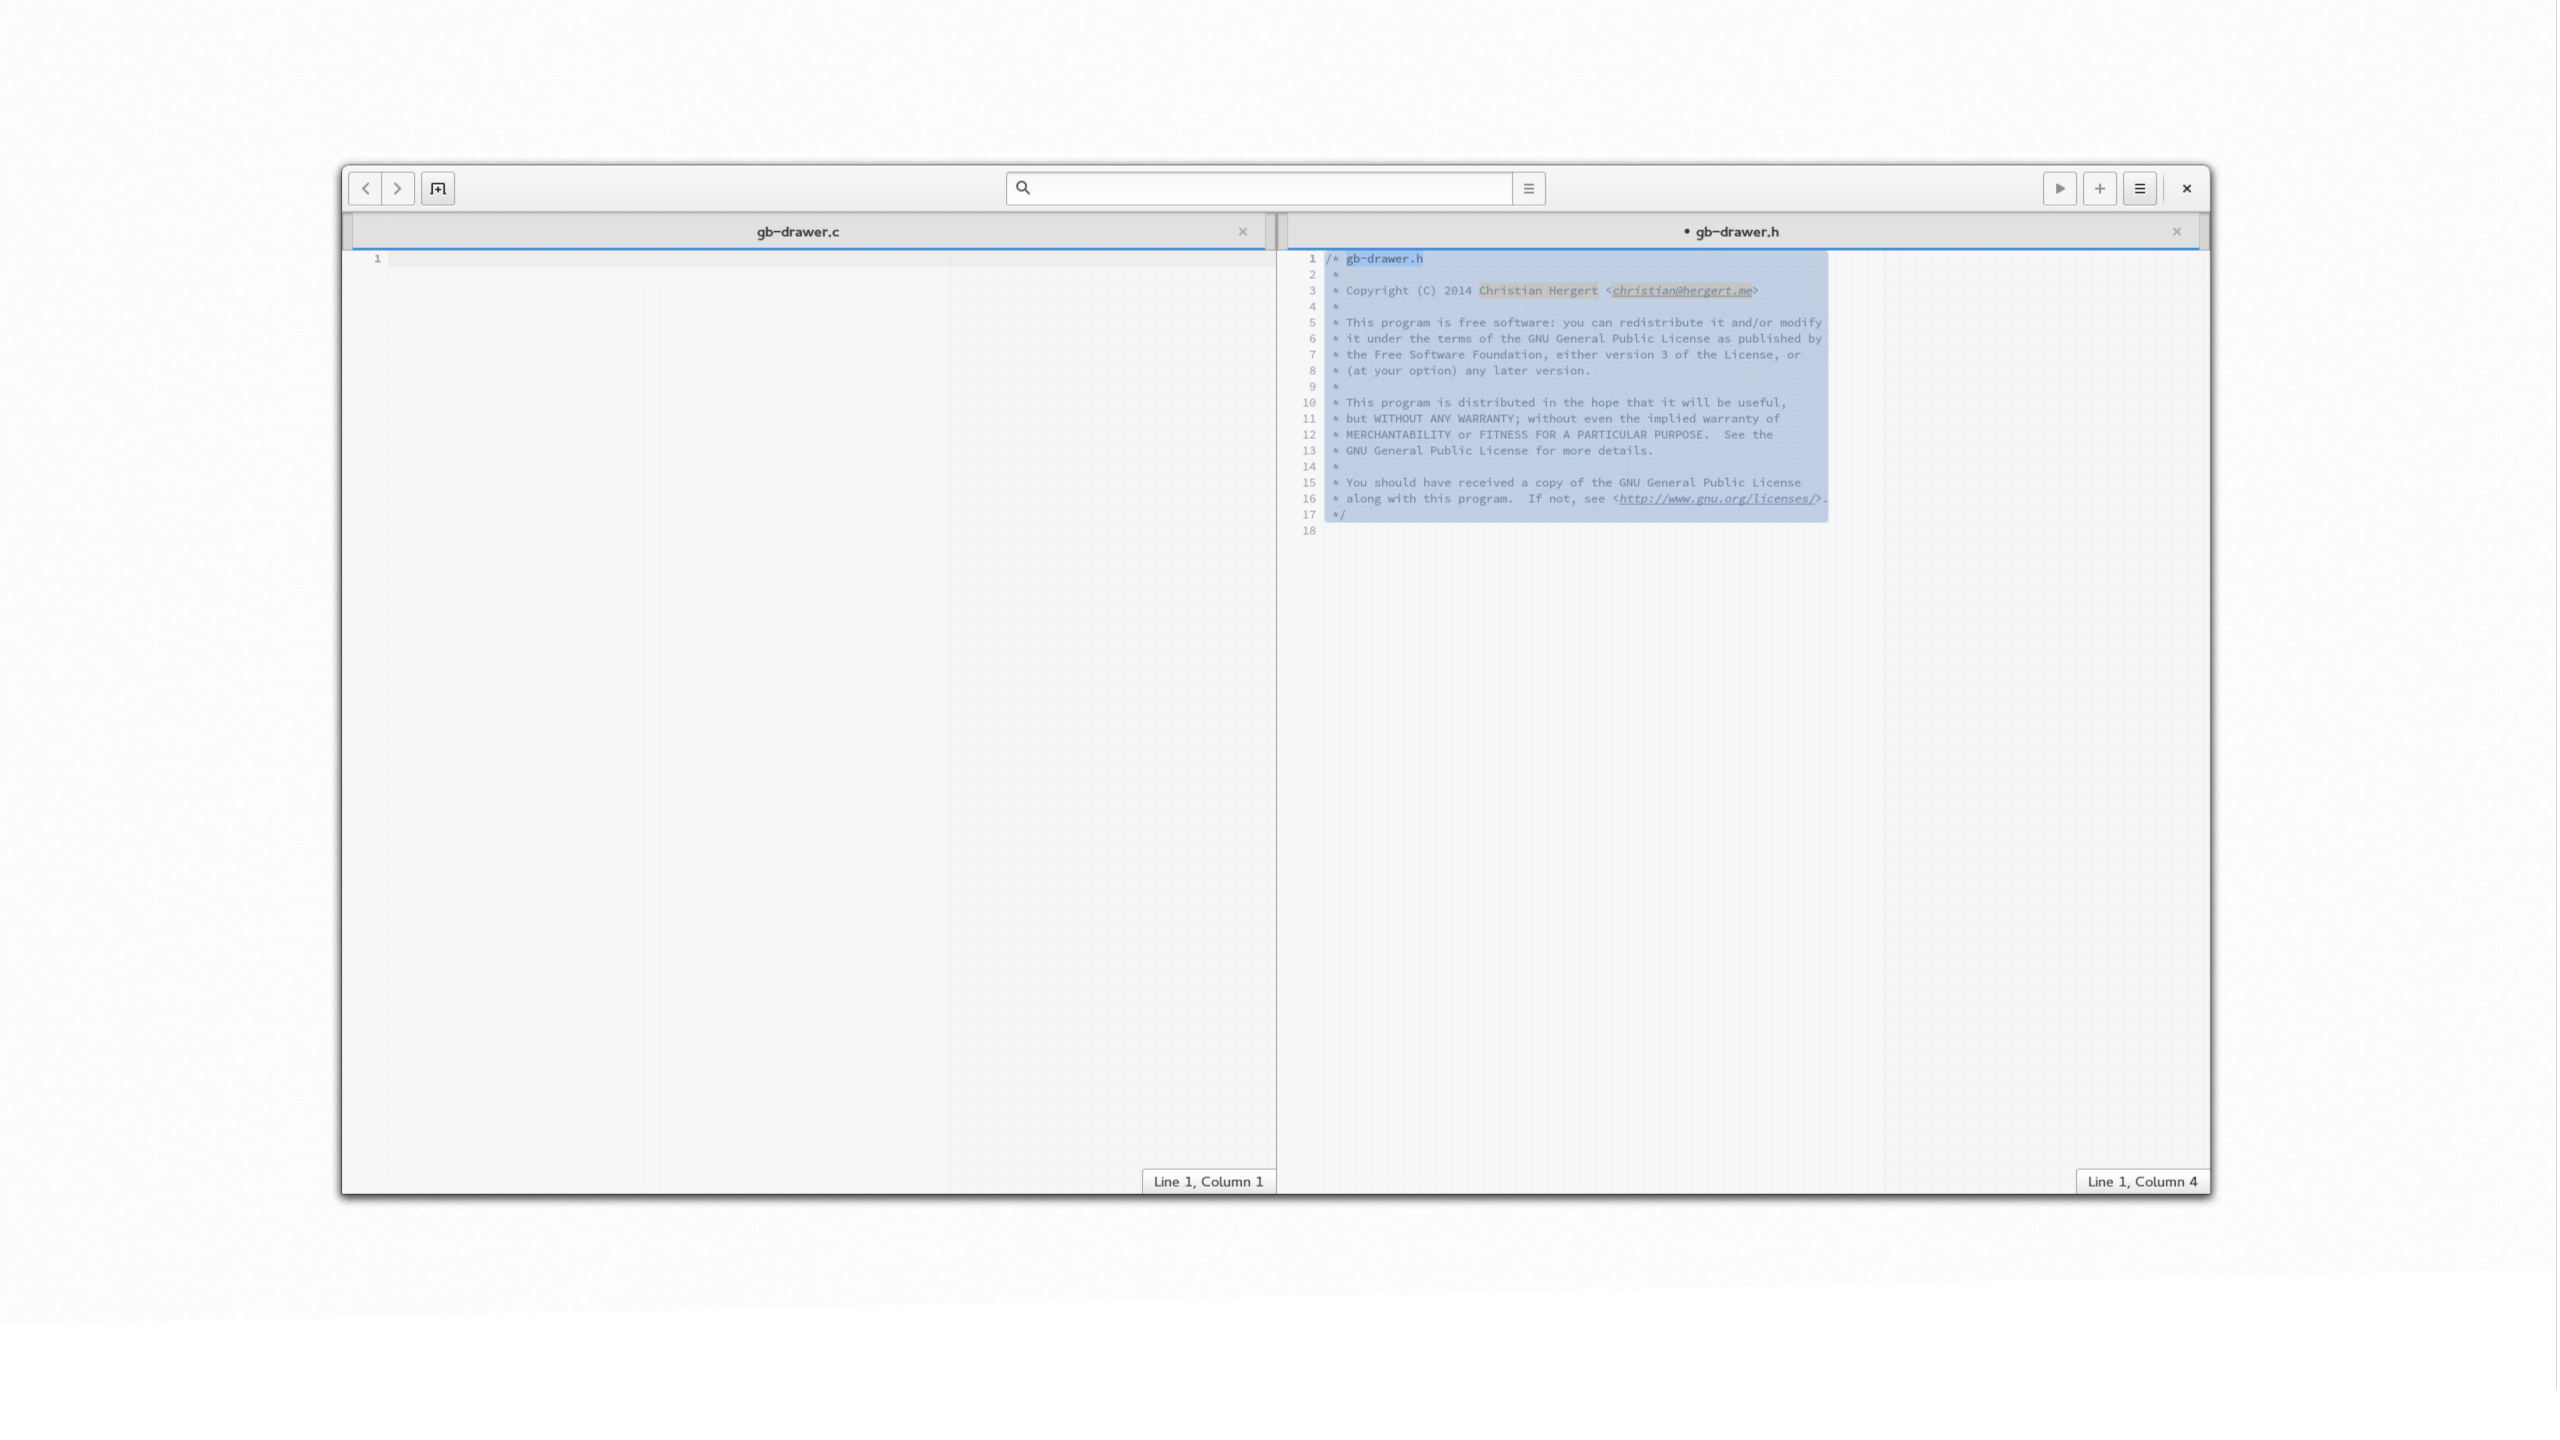 gb-drawer.c
1
Line 1, Column 1
• gb-drawer.h
1 /* gb-drawer.h
2  *
3  * Copyright (C) 2014 Christian Hergert <christian@hergert.me>
4  *
5  * This program is free software: you can redistribute it and/or modify
6  * it under the terms of the GNU General Public License as published by
7  * the Free Software Foundation, either version 3 of the License, or
8  * (at your option) any later version.
9  *
10  * This program is distributed in the hope that it will be useful,
11  * but WITHOUT ANY WARRANTY; without even the implied warranty of
12  * MERCHANTABILITY or FITNESS FOR A PARTICULAR PURPOSE.  See the
13  * GNU General Public License for more details.
14  *
15  * You should have received a copy of the GNU General Public License
16  * along with this program.  If not, see <http://www.gnu.org/licenses/>.
17  */
18
Line 1, Column 4